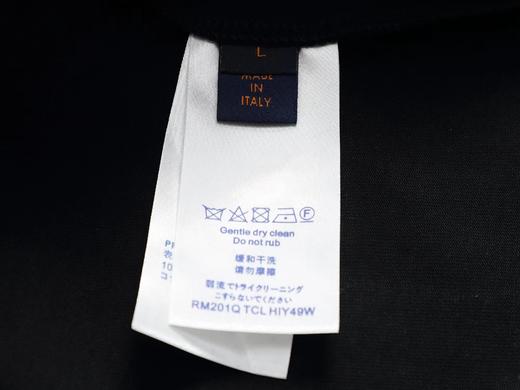 L
MADE
IN
ITALY
F
Gentle dry clean
Do not rub
缓和干洗
请勿摩擦
弱流でトライクリーニング
こすらないでください
RM201Q TCL HIY49W
10